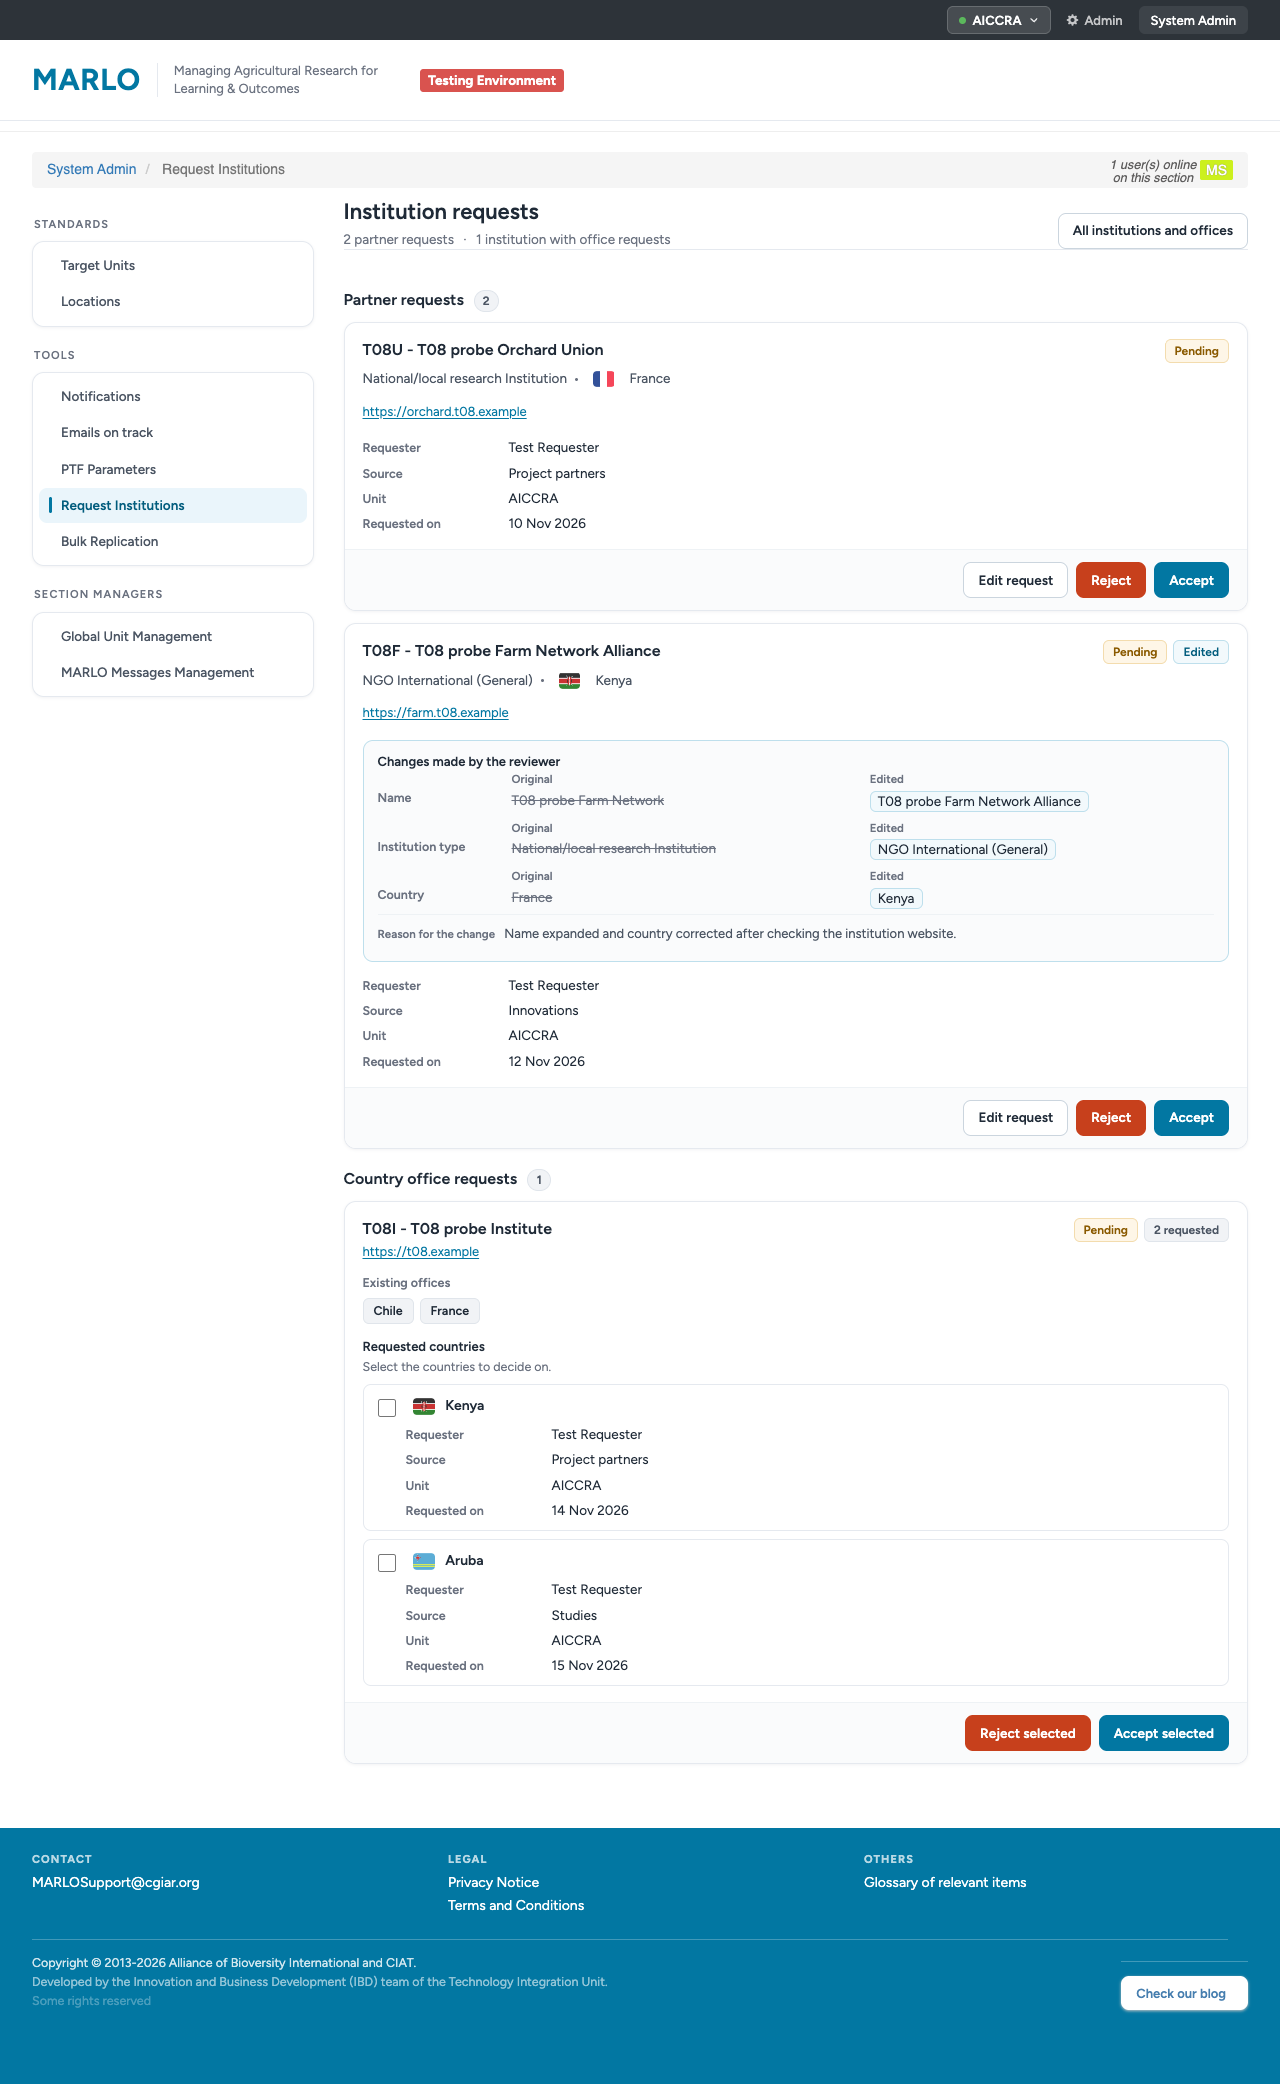 AICCRA
Admin
System Admin
MARLO
Managing Agricultural Research for
Learning & Outcomes
Testing Environment
System Admin / Request Institutions
1 user(s) online
on this section
MS
STANDARDS
Target Units
Locations
TOOLS
Notifications
Emails on track
PTF Parameters
Request Institutions
Bulk Replication
SECTION MANAGERS
Global Unit Management
MARLO Messages Management
Institution requests
2 partner requests · 1 institution with office requests
All institutions and offices
Partner requests 2
T08U - T08 probe Orchard Union
Pending
National/local research Institution • France
https://orchard.t08.example
Requester Test Requester
Source Project partners
Unit AICCRA
Requested on 10 Nov 2026
Edit request Reject Accept
T08F - T08 probe Farm Network Alliance
Pending Edited
NGO International (General) • Kenya
https://farm.t08.example
Changes made by the reviewer
Original Edited
Name T08 probe Farm Network T08 probe Farm Network Alliance
Original Edited
Institution type National/local research Institution NGO International (General)
Original Edited
Country France Kenya
Reason for the change Name expanded and country corrected after checking the institution website.
Requester Test Requester
Source Innovations
Unit AICCRA
Requested on 12 Nov 2026
Edit request Reject Accept
Country office requests 1
T08I - T08 probe Institute
Pending 2 requested
https://t08.example
Existing offices
Chile France
Requested countries
Select the countries to decide on.
Kenya
Requester Test Requester
Source Project partners
Unit AICCRA
Requested on 14 Nov 2026
Aruba
Requester Test Requester
Source Studies
Unit AICCRA
Requested on 15 Nov 2026
Reject selected Accept selected
CONTACT
MARLOSupport@cgiar.org
LEGAL
Privacy Notice
Terms and Conditions
OTHERS
Glossary of relevant items
Copyright © 2013-2026 Alliance of Bioversity International and CIAT.
Developed by the Innovation and Business Development (IBD) team of the Technology Integration Unit.
Some rights reserved
Check our blog